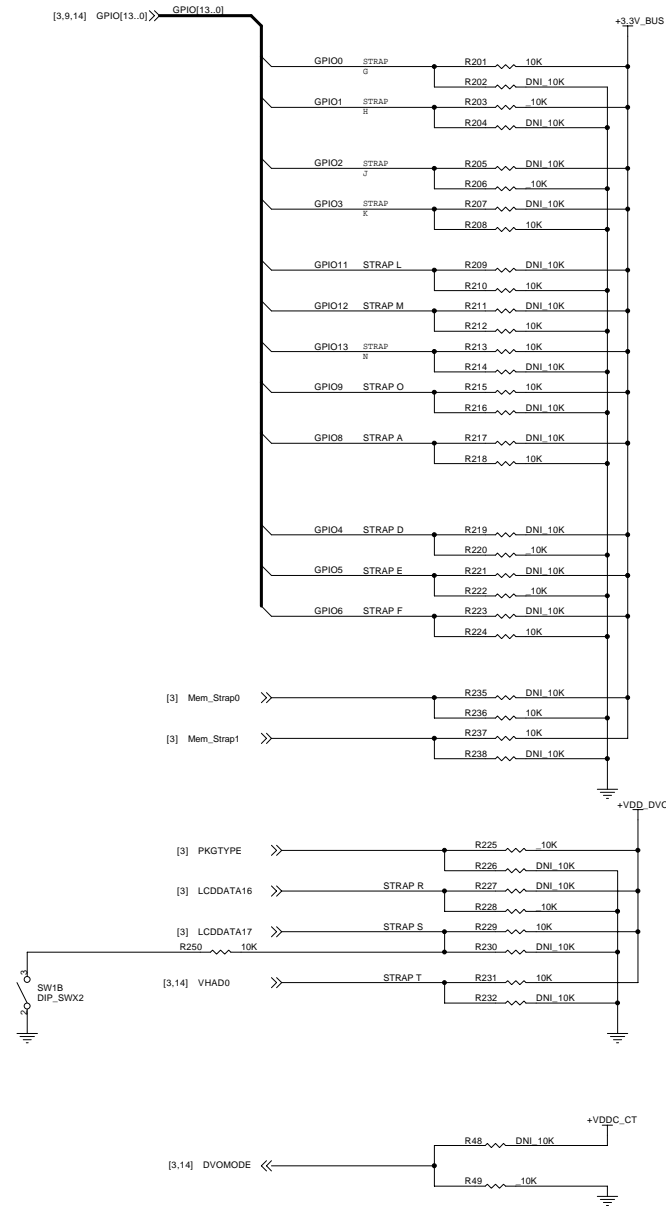 [3,9,14] GPIO[13..0] GPIO[13..0]
+3.3V_BUS
GPIO0 STRAP G R201 10K
R202 DNI_10K
GPIO1 STRAP H R203 _10K
R204 DNI_10K
GPIO2 STRAP J R205 DNI_10K
R206 _10K
GPIO3 STRAP K R207 DNI_10K
R208 10K
GPIO11 STRAP L R209 DNI_10K
R210 10K
GPIO12 STRAP M R211 DNI_10K
R212 10K
GPIO13 STRAP N R213 10K
R214 DNI_10K
GPIO9 STRAP O R215 10K
R216 DNI_10K
GPIO8 STRAP A R217 DNI_10K
R218 10K
GPIO4 STRAP D R219 DNI_10K
R220 _10K
GPIO5 STRAP E R221 DNI_10K
R222 _10K
GPIO6 STRAP F R223 DNI_10K
R224 10K
[3] Mem_Strap0 R235 DNI_10K
R236 10K
[3] Mem_Strap1 R237 10K
R238 DNI_10K
+VDD_DVO
[3] PKGTYPE R225 _10K
R226 DNI_10K
[3] LCDDATA16 STRAP R R227 DNI_10K
R228 _10K
[3] LCDDATA17 STRAP S R229 10K
R250 10K R230 DNI_10K
[3,14] VHAD0 STRAP T R231 10K
R232 DNI_10K
3
SW1B
DIP_SWX2
2
+VDDC_CT
R48 DNI_10K
[3,14] DVOMODE
R49 _10K